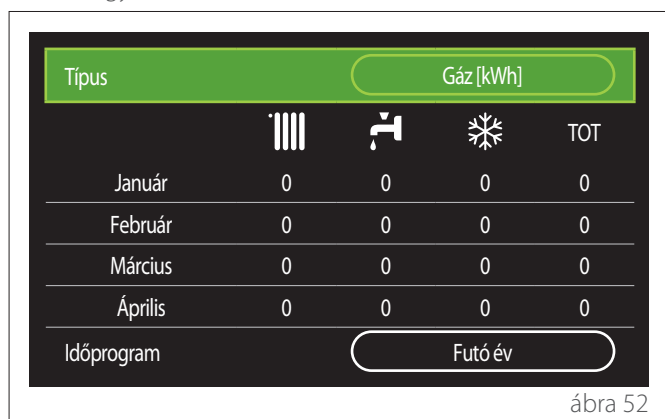 Típus Gáz [kWh]
TOT
Január 0 0 0 0
Február 0 0 0 0
Március 0 0 0 0
Április 0 0 0 0
Időprogram Futó év
ábra 52